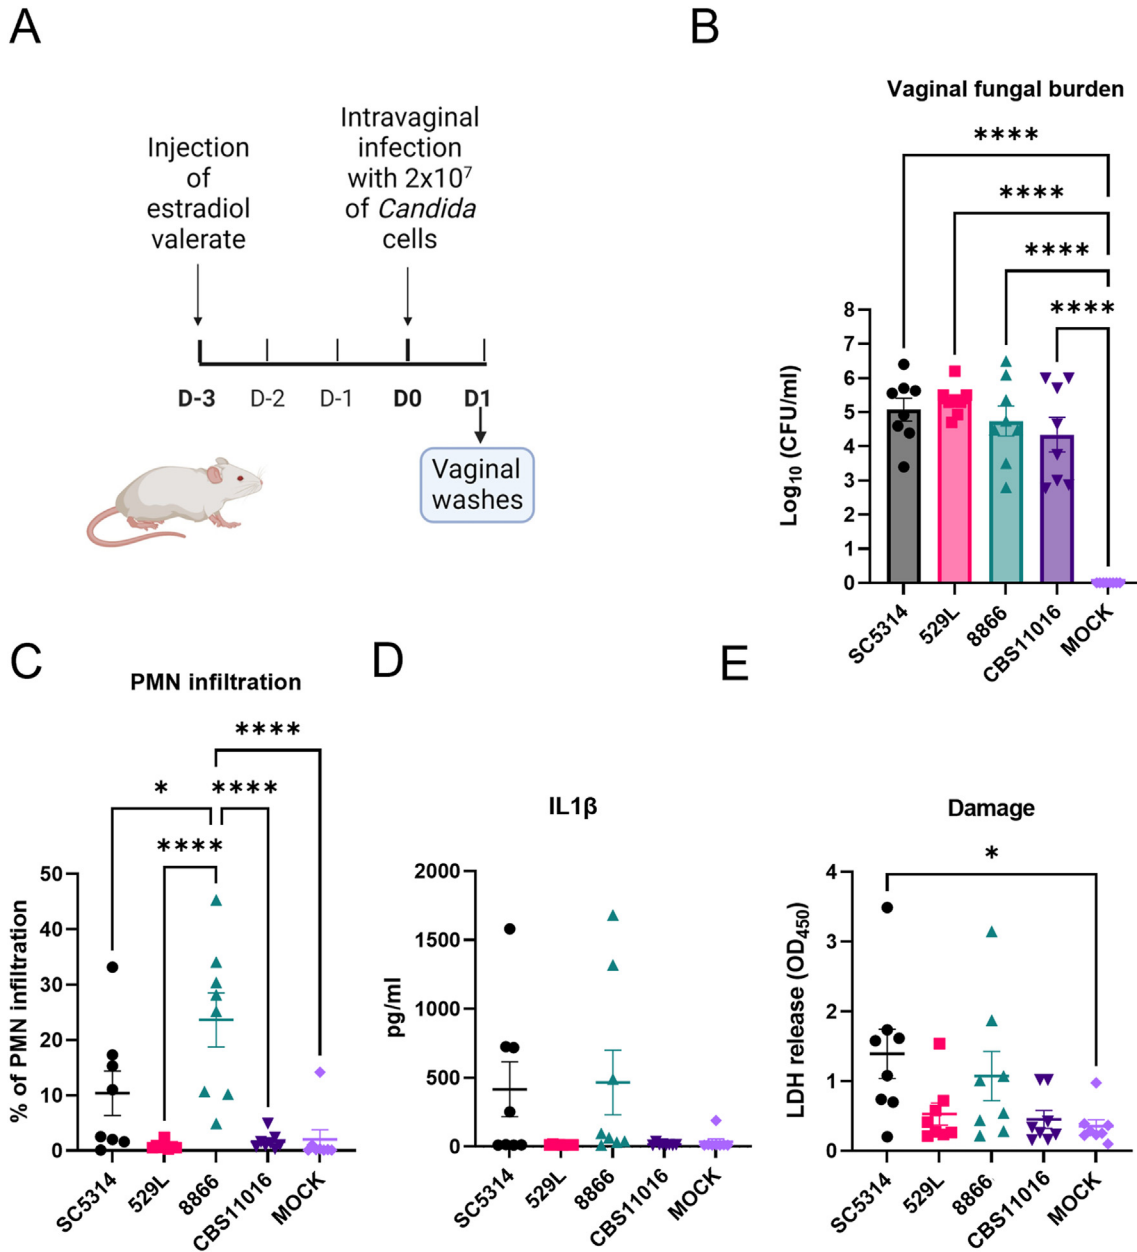 A
Injection
of
estradiol
valerate
Intravaginal
infection
with 2x10⁷
of Candida
cells
D-3
D-2
D-1
D0
D1
Vaginal
washes
B
Vaginal fungal burden
****
****
****
****
Log₁₀ (CFU/ml)
8
7
6
5
4
3
2
1
0
SC5314
529L
8866
CBS11016
MOCK
C
PMN infiltration
****
*
****
****
% of PMN infiltration
50
40
30
20
10
0
SC5314
529L
8866
CBS11016
MOCK
D
IL1β
pg/ml
2000
1500
1000
500
0
SC5314
529L
8866
CBS11016
MOCK
E
Damage
*
LDH release (OD₄₅₀)
4
3
2
1
0
SC5314
529L
8866
CBS11016
MOCK